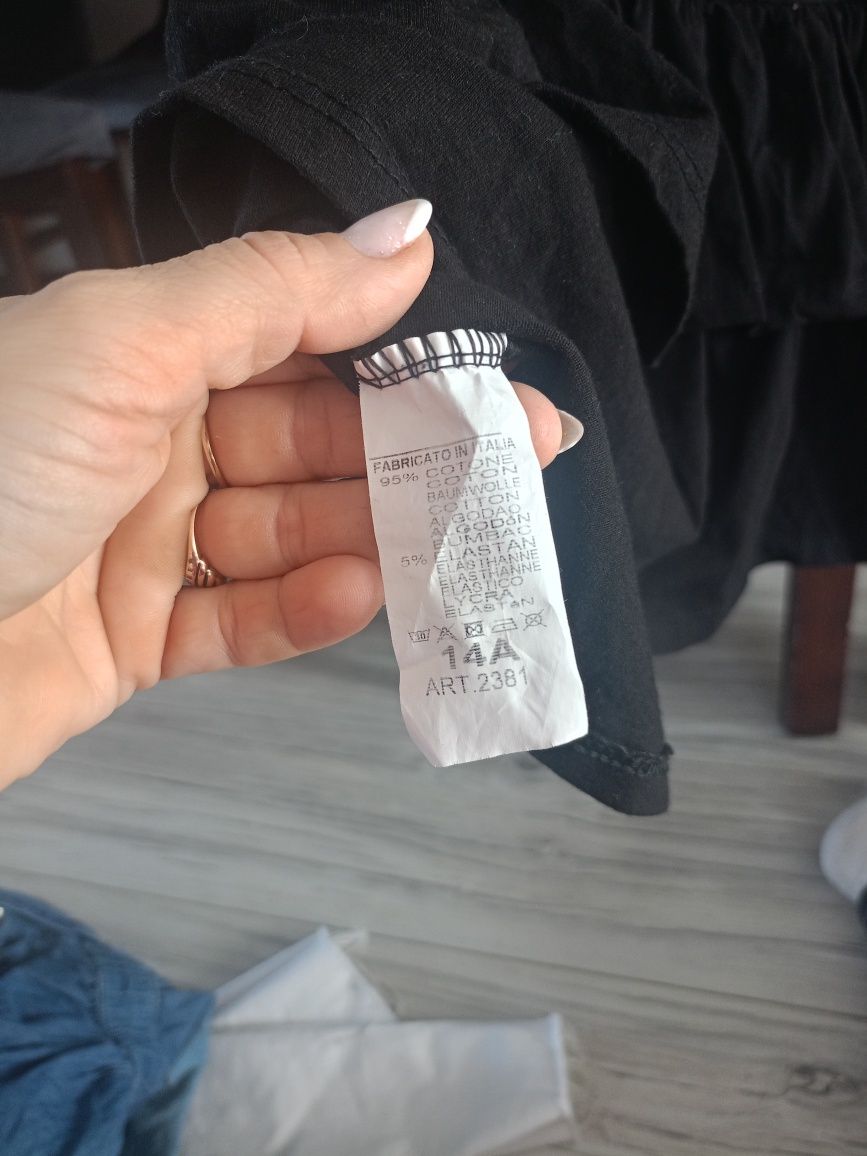 FABRICATO IN ITALIA
95% COTONE
COTON
BAUMWOLLE
COTTON
ALGODAO
ALGODÓN
BUMBAC
5% ELASTAN
ELASTHANNE
ELASTHANNE
ELASTICO
LYCRA
ELASTAN
14A
ART.2381